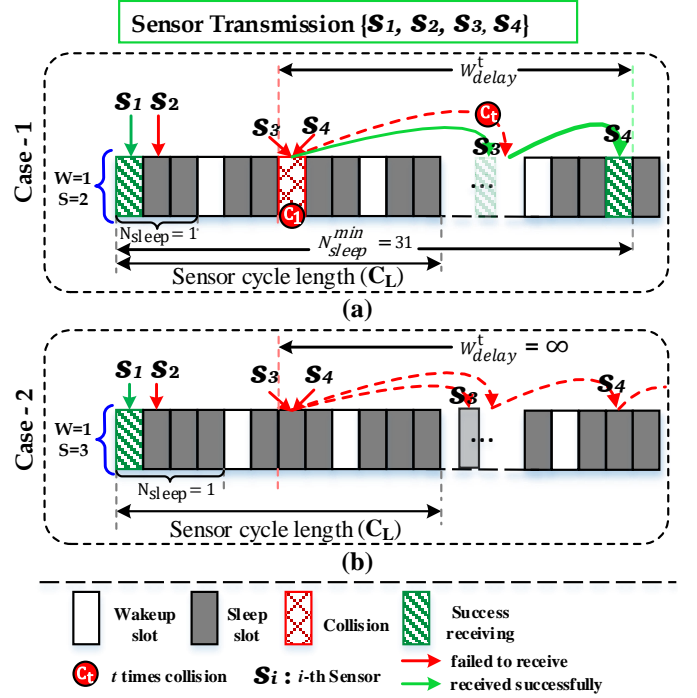 Sensor Transmission {S1, S2, S3, S4}
Case - 1
W^t_delay
Ct
S1 S2 S3 S4 S3 S4
W=1
S=2
...
C1
Nsleep = 1
N^min_sleep = 31
Sensor cycle length (CL)
(a)
Case - 2
W^t_delay = ∞
S1 S2 S3 S4 S3 S4
W=1
S=3
...
Nsleep = 1
Sensor cycle length (CL)
(b)
Wakeup slot
Sleep slot
Collision
Success receiving
Ct t times collision
Si : i-th Sensor
failed to receive
received successfully